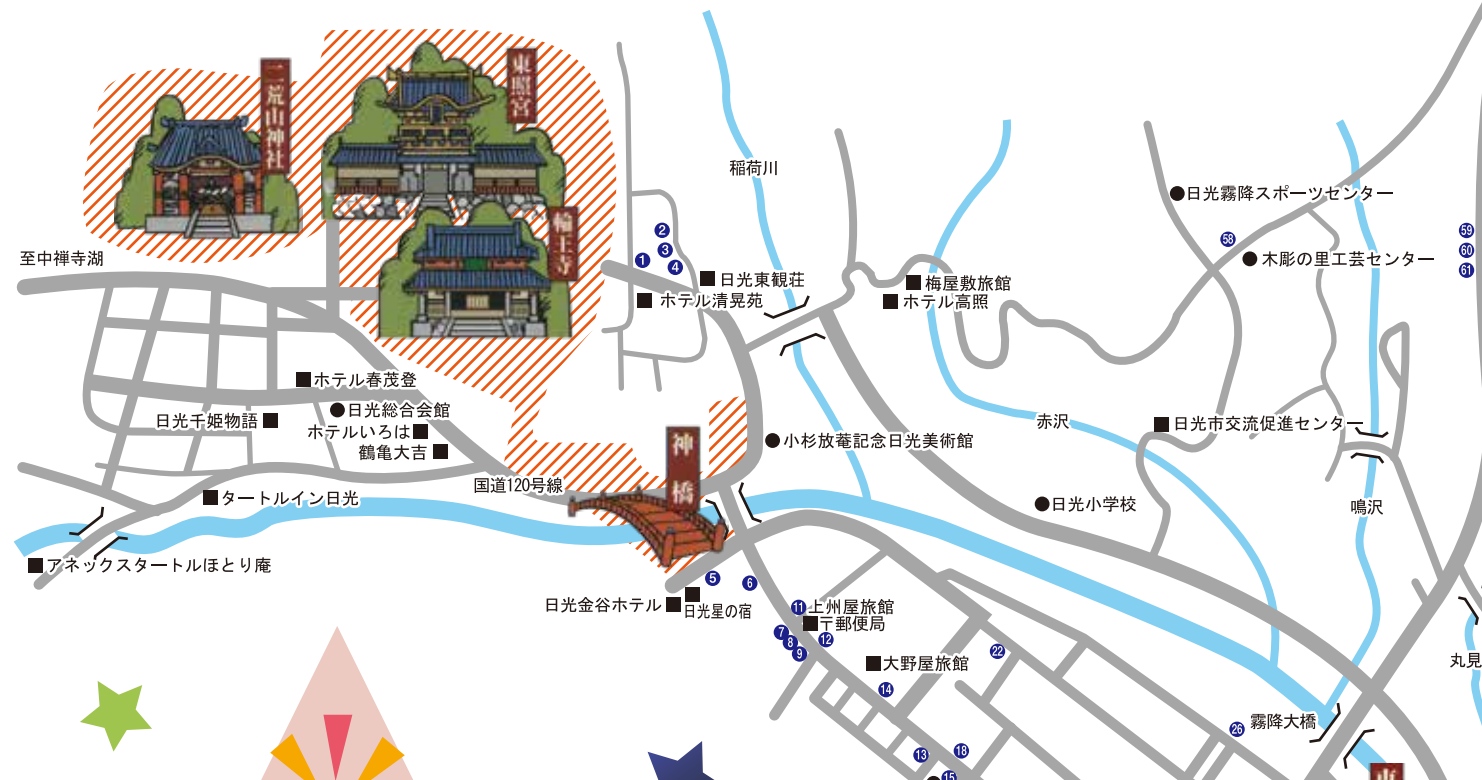 二荒山神社
東照宮
輪王寺
稲荷川
至中禅寺湖
日光霧降スポーツセンター
58
木彫の里工芸センター
59
60
61
1
2
3
4
日光東観荘
ホテル清晃苑
梅屋敷旅館
ホテル高照
ホテル春茂登
日光総合会館
日光千姫物語
ホテルいろは
鶴亀大吉
国道120号線
タートルイン日光
アネックスタートルほとり庵
神橋
小杉放菴記念日光美術館
赤沢
日光市交流促進センター
日光小学校
鳴沢
日光金谷ホテル
日光星の宿
5
6
11
上州屋旅館
〒郵便局
7
8
9
12
大野屋旅館
14
22
13
18
15
26
霧降大橋
丸見